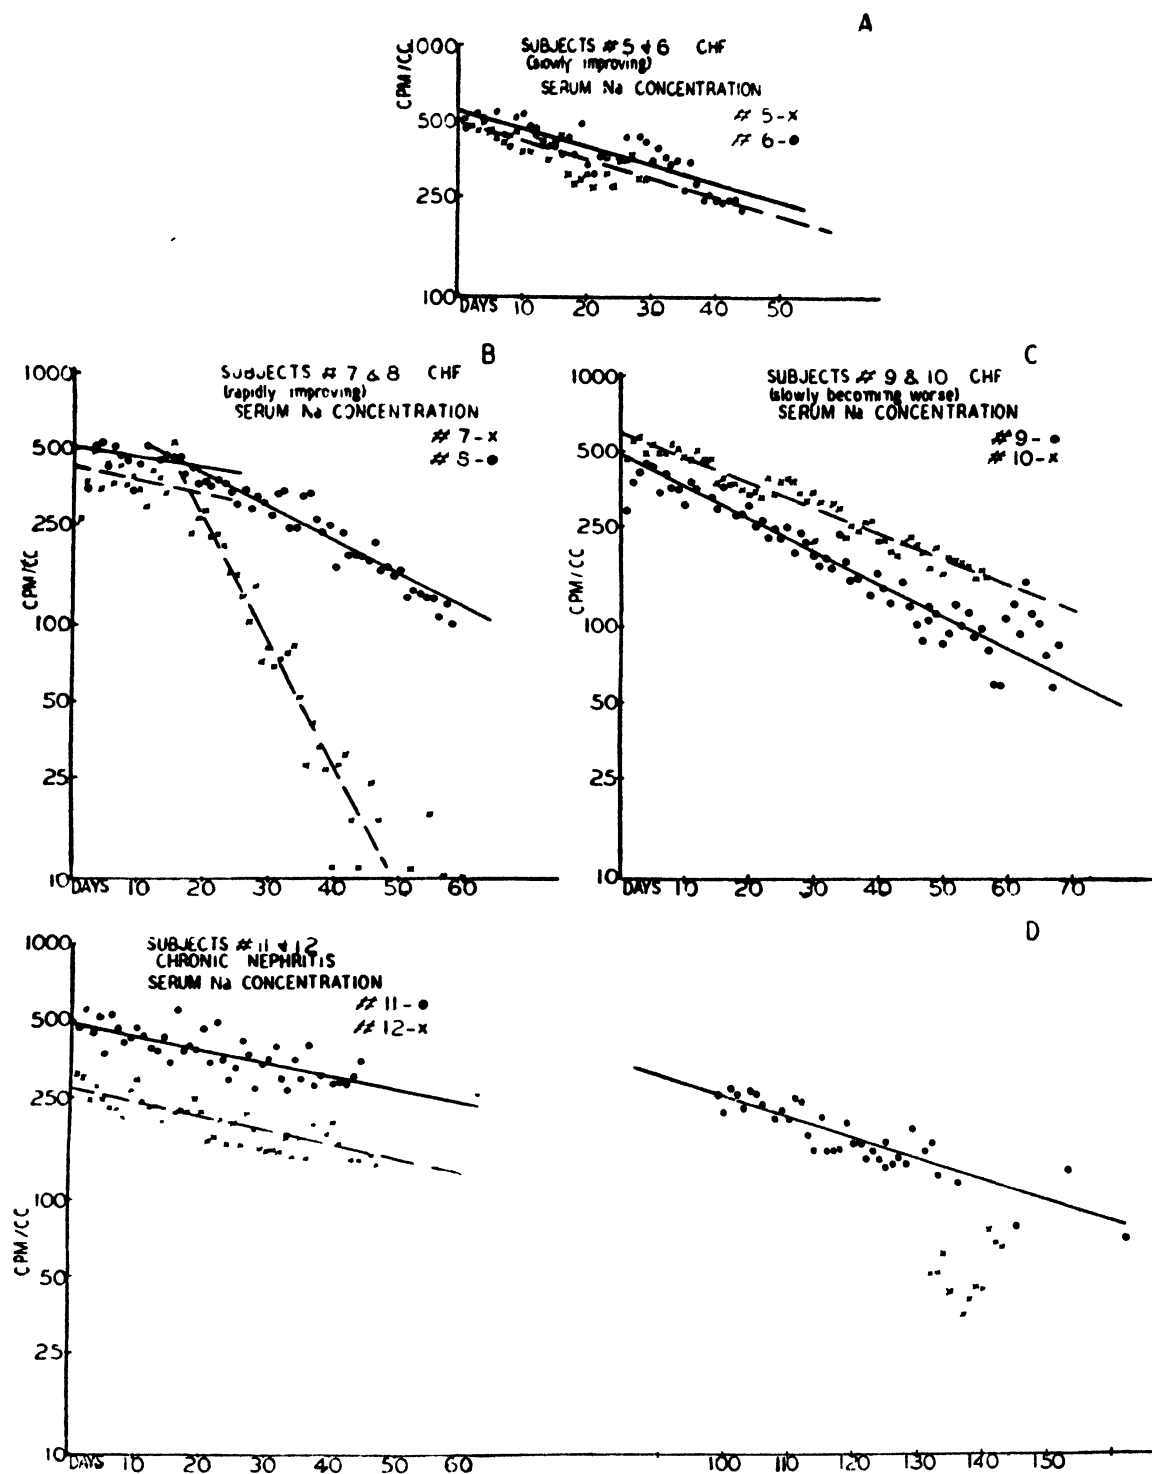 A
SUBJECTS # 5 & 6 CHF
(slowly improving)
SERUM Na CONCENTRATION
# 5-x
# 6-●
CPM/CC
1000
500
250
100
DAYS 10 20 30 40 50
B
SUBJECTS # 7 & 8 CHF
(rapidly improving)
SERUM Na CONCENTRATION
# 7-x
# 8-●
CPM/CC
1000
500
250
100
50
25
10
DAYS 10 20 30 40 50 60
C
SUBJECTS # 9 & 10 CHF
(slowly becoming worse)
SERUM Na CONCENTRATION
# 9-●
# 10-x
CPM/CC
1000
500
250
100
50
25
10
DAYS 10 20 30 40 50 60 70
D
SUBJECTS # 11 & 12
CHRONIC NEPHRITIS
SERUM Na CONCENTRATION
# 11-●
# 12-x
CPM/CC
1000
500
250
100
50
25
10
DAYS 10 20 30 40 50 60 100 110 120 130 140 150